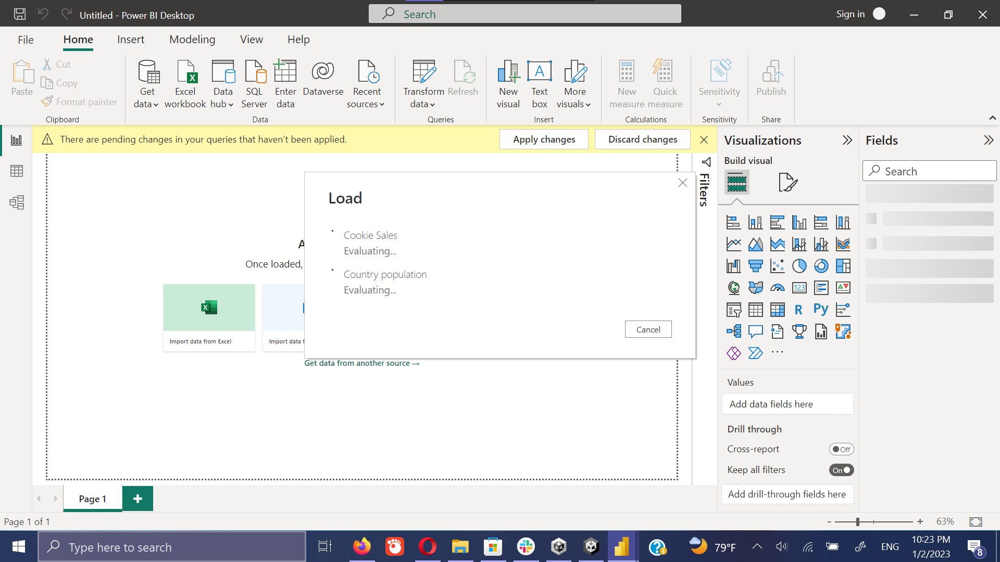 Untitled - Power BI Desktop
Search
Sign in
File
Home
Insert
Modeling
View
Help
Paste
Cut
Copy
Format painter
Clipboard
Get
data
Excel
workbook
Data
hub
SQL
Server
Enter
data
Dataverse
Recent
sources
Data
Transform
data
Refresh
Queries
New
visual
Text
box
More
visuals
Insert
New
measure
Quick
measure
Calculations
Sensitivity
Sensitivity
Publish
Share
There are pending changes in your queries that haven't been applied.
Apply changes
Discard changes
Filters
Load
Cookie Sales
Evaluating...
Country population
Evaluating...
Cancel
A
Once loaded,
Import data from Excel
Import data f
Get data from another source →
Visualizations
Build visual
123
R
Py
...
Values
Add data fields here
Drill through
Cross-report
Off
Keep all filters
On
Add drill-through fields here
Fields
Search
Page 1
+
Page 1 of 1
- + 63%
Type here to search
79°F
ENG
10:23 PM
1/2/2023
8